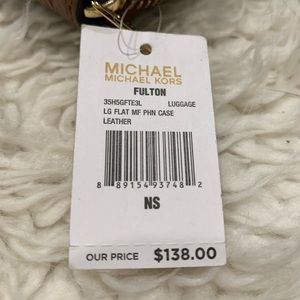 MICHAEL
MICHAEL KORS
FULTON
35H5GFTE3L LUGGAGE
LG FLAT MF PHN CASE
LEATHER
8 89154 93748 2
NS
OUR PRICE $138.00